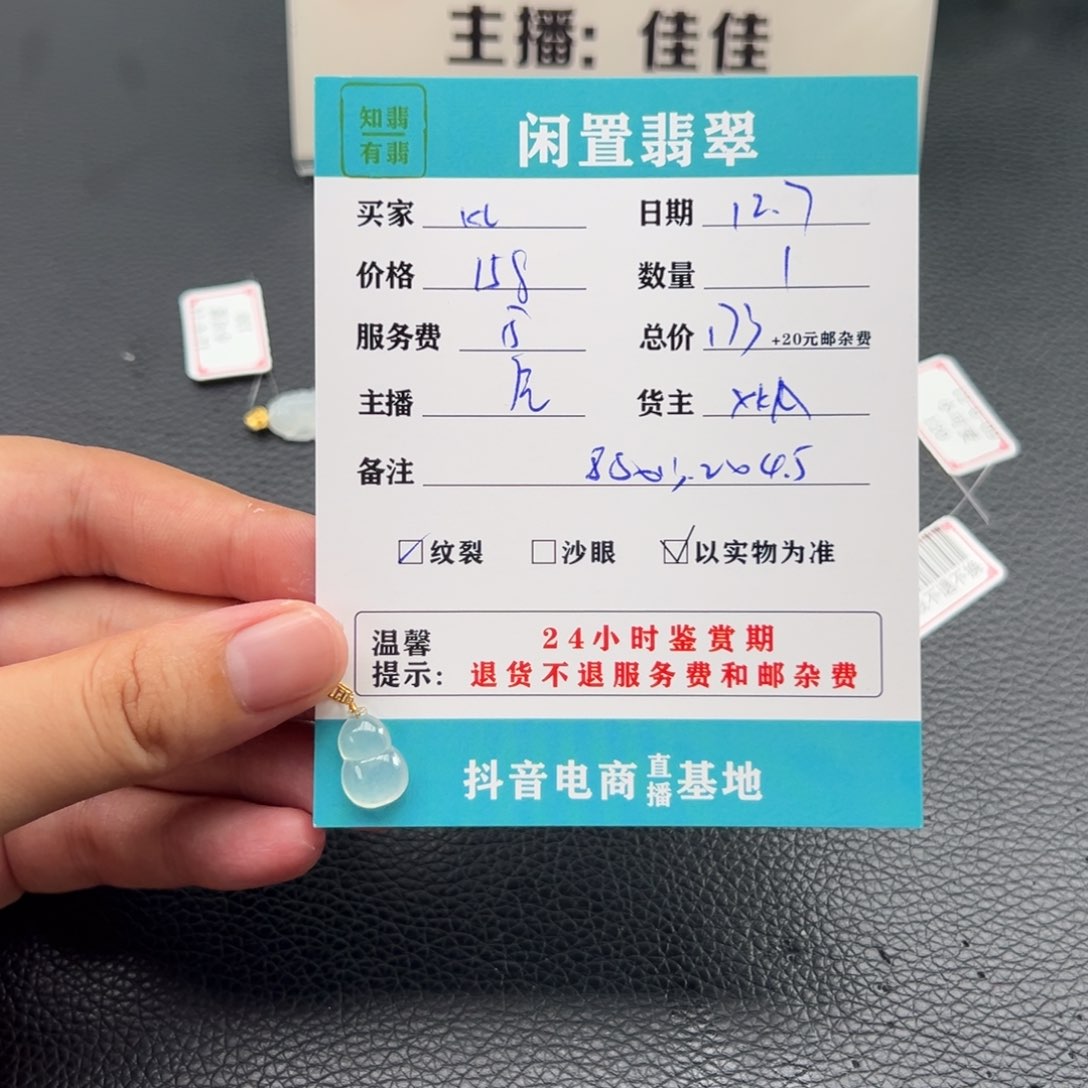 主播: 佳佳
知翡
有翡
闲置翡翠
买家 KL 日期 12.7
价格 158 数量 1
服务费 15 总价 173 +20元邮杂费
主播 货主
备注
纹裂 沙眼 以实物为准
温馨 24小时鉴赏期
提示: 退货不退服务费和邮杂费
抖音电商直播基地